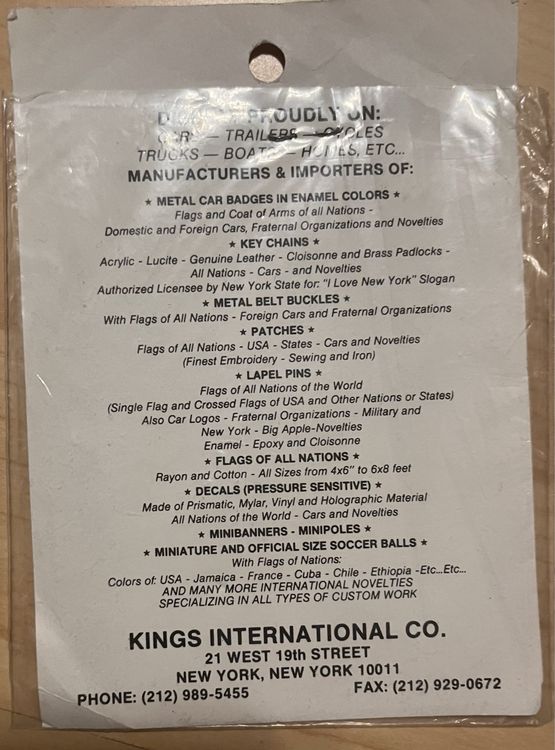 PROUDLY ON:
CARS — TRAILERS — CYCLES
TRUCKS — BOATS — HOMES, ETC...
MANUFACTURERS & IMPORTERS OF:
★ METAL CAR BADGES IN ENAMEL COLORS ★
Flags and Coat of Arms of all Nations -
Domestic and Foreign Cars, Fraternal Organizations and Novelties
★ KEY CHAINS ★
Acrylic - Lucite - Genuine Leather - Cloisonne and Brass Padlocks -
All Nations - Cars - and Novelties
Authorized Licensee by New York State for: "I Love New York" Slogan
★ METAL BELT BUCKLES ★
With Flags of All Nations - Foreign Cars and Fraternal Organizations
★ PATCHES ★
Flags of All Nations - USA - States - Cars and Novelties
(Finest Embroidery - Sewing and Iron)
★ LAPEL PINS ★
Flags of All Nations of the World
(Single Flag and Crossed Flags of USA and Other Nations or States)
Also Car Logos - Fraternal Organizations - Military and
New York - Big Apple-Novelties
Enamel - Epoxy and Cloisonne
★ FLAGS OF ALL NATIONS ★
Rayon and Cotton - All Sizes from 4x6" to 6x8 feet
★ DECALS (PRESSURE SENSITIVE) ★
Made of Prismatic, Mylar, Vinyl and Holographic Material
All Nations of the World - Cars and Novelties
★ MINIBANNERS - MINIPOLES ★
★ MINIATURE AND OFFICIAL SIZE SOCCER BALLS ★
With Flags of Nations:
Colors of: USA - Jamaica - France - Cuba - Chile - Ethiopia -Etc...Etc...
AND MANY MORE INTERNATIONAL NOVELTIES
SPECIALIZING IN ALL TYPES OF CUSTOM WORK
KINGS INTERNATIONAL CO.
21 WEST 19th STREET
NEW YORK, NEW YORK 10011
PHONE: (212) 989-5455 FAX: (212) 929-0672